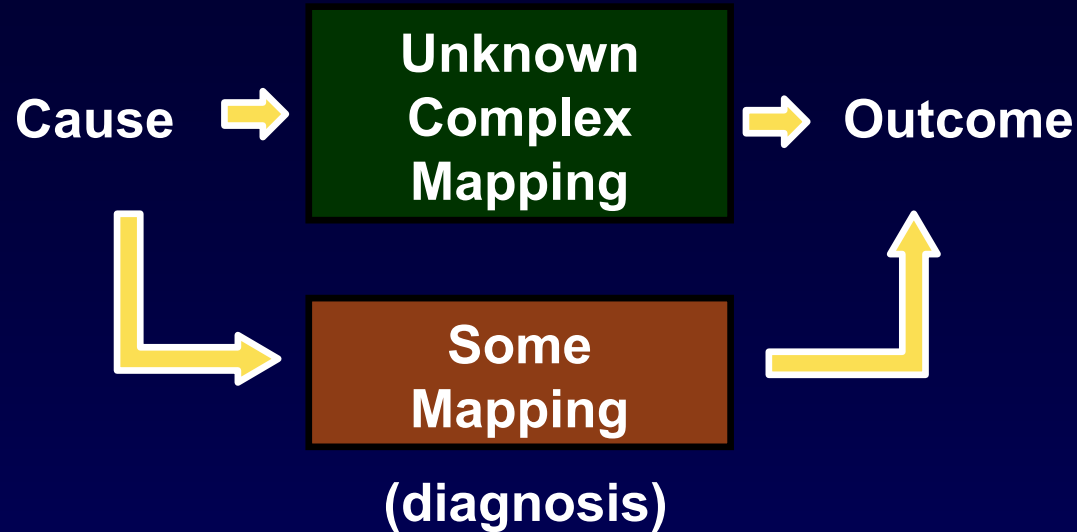 Unknown
Complex
Mapping
Cause
Outcome
Some
Mapping
(diagnosis)